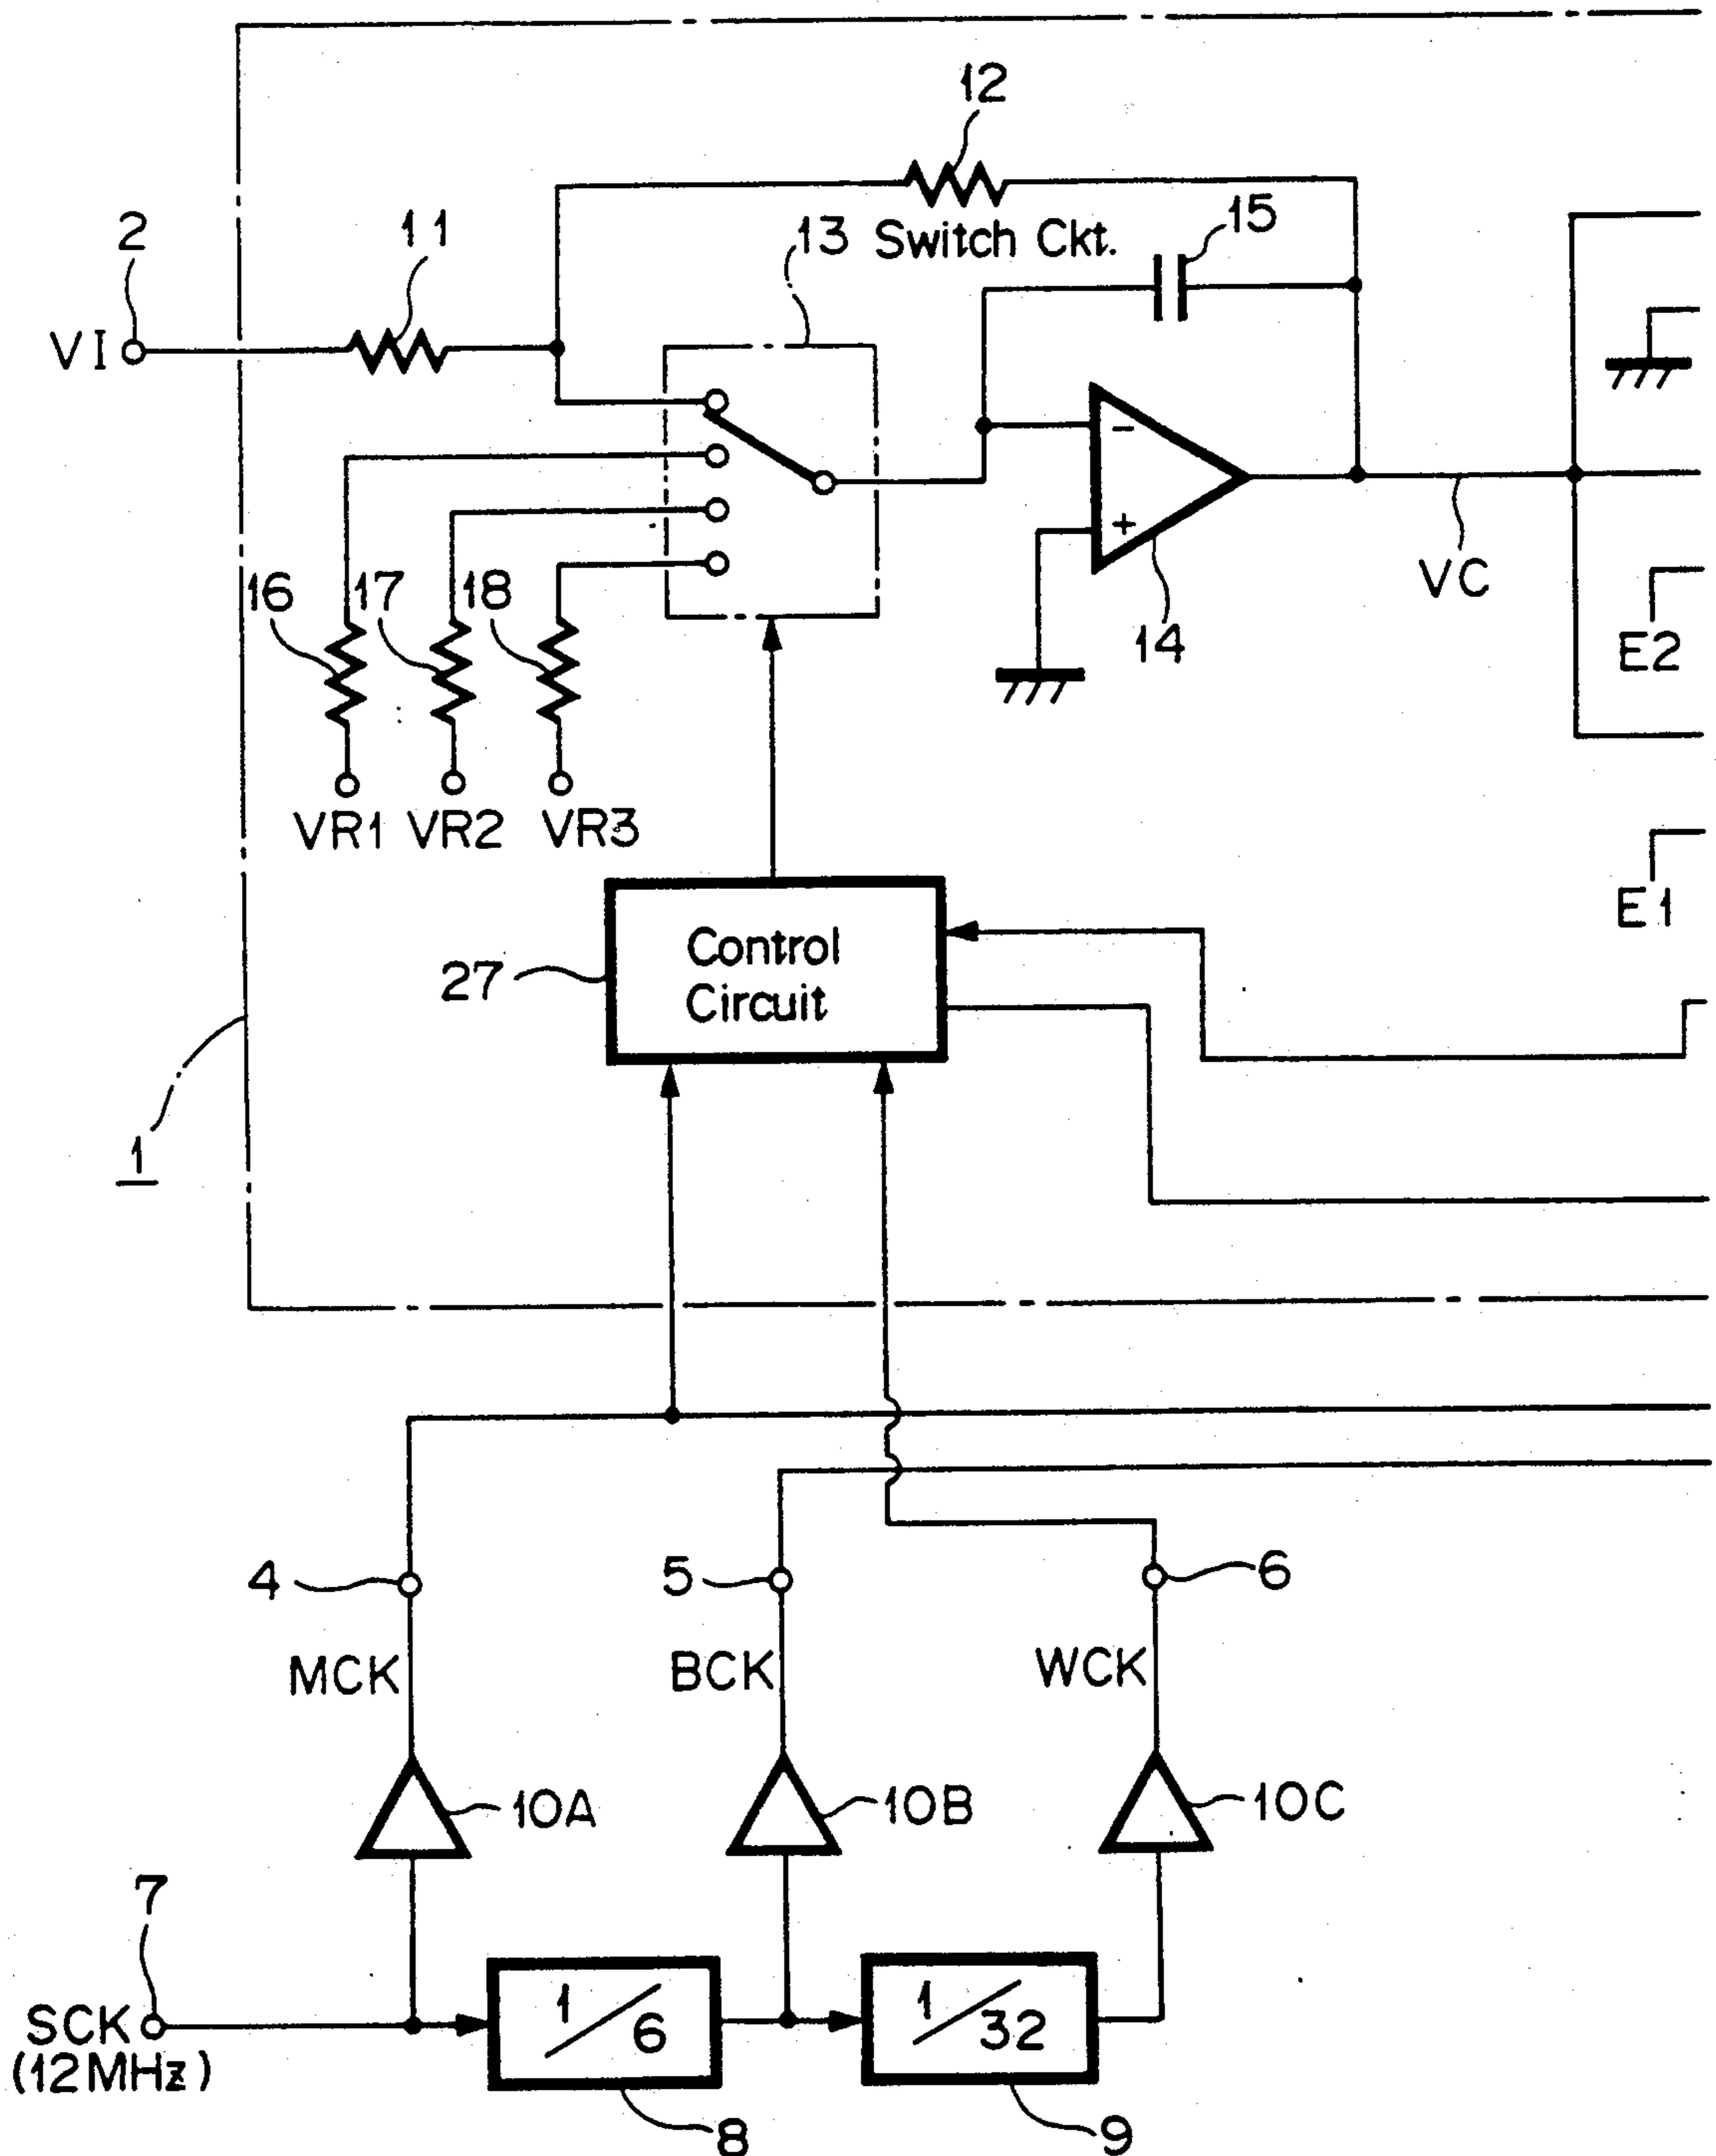 12
2
11
13 Switch Ckt.
15
VI
-
+
16
17
18
14
VC
E2
VR1
VR2
VR3
E1
27
Control
Circuit
1
4
5
6
MCK
BCK
WCK
10A
10B
10C
7
SCK
(12MHz)
1/6
1/32
8
9